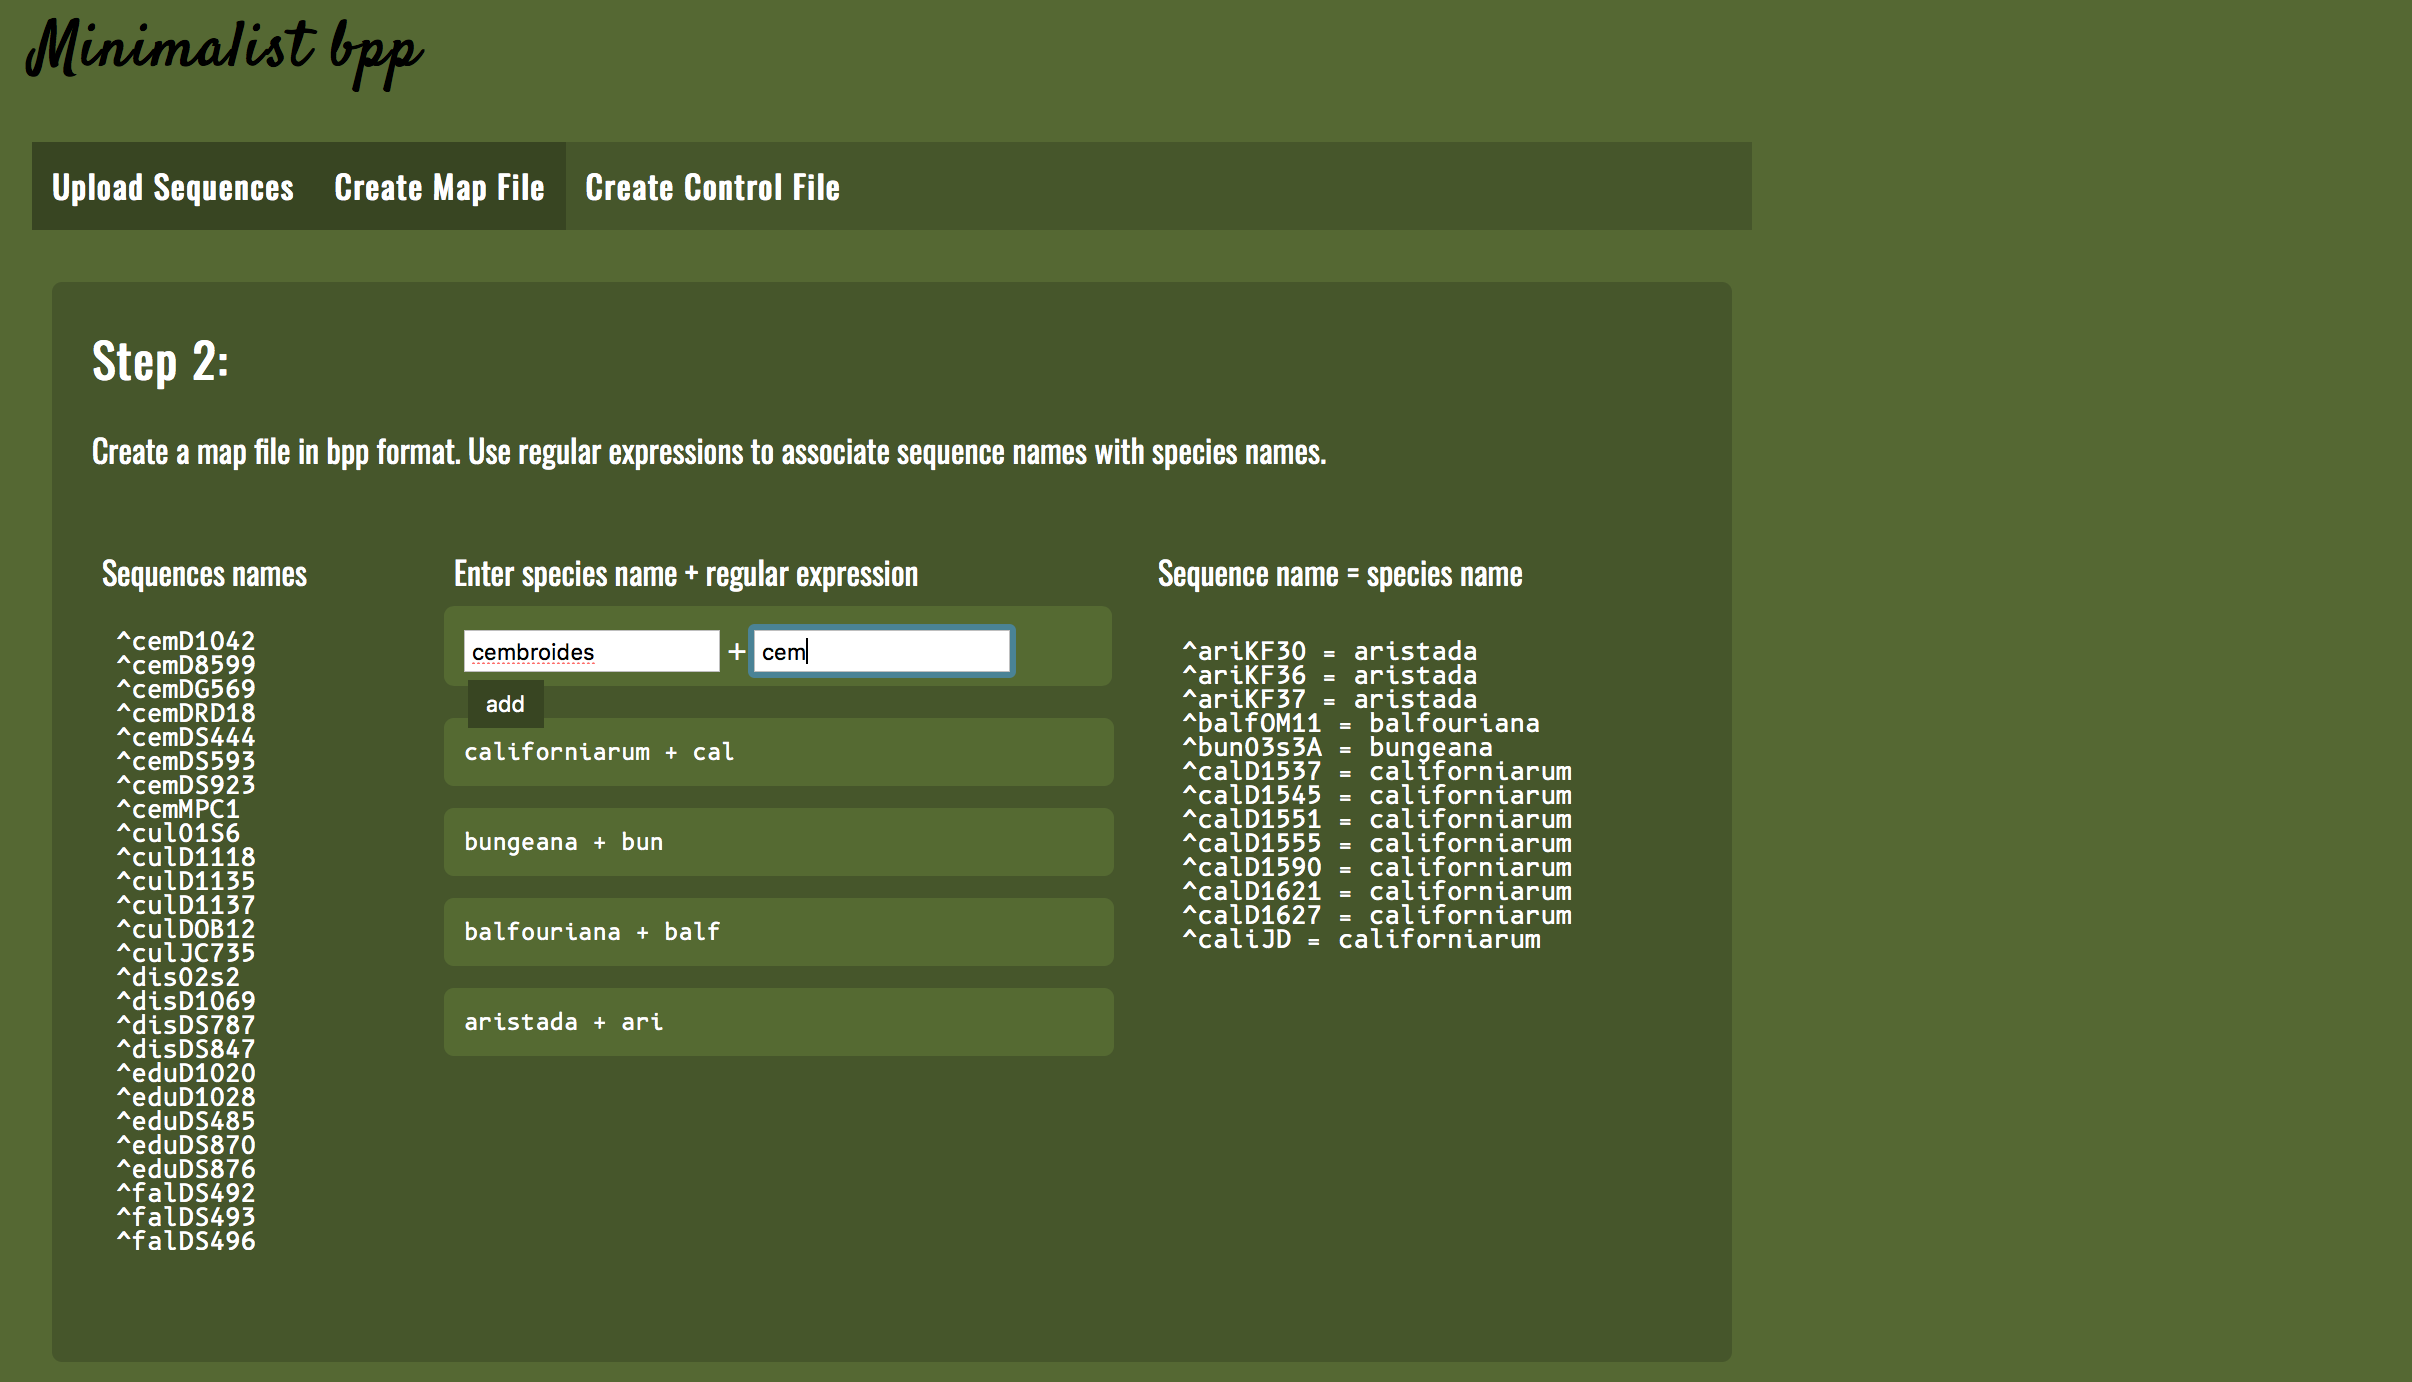 Minimalist bpp
Upload Sequences Create Map File Create Control File
Step 2:
Create a map file in bpp format. Use regular expressions to associate sequence names with species names.
Sequences names
^cemD1042
^cemD8599
^cemDG569
^cemDRD18
^cemDS444
^cemDS593
^cemDS923
^cemMPC1
^cul01S6
^culD1118
^culD1135
^culD1137
^culDOB12
^culJC735
^dis02s2
^disD1069
^disDS787
^disDS847
^eduD1020
^eduD1028
^eduDS485
^eduDS870
^eduDS876
^falDS492
^falDS493
^falDS496
Enter species name + regular expression
cembroides + cem
add
californiarum + cal
bungeana + bun
balfouriana + balf
aristada + ari
Sequence name = species name
^ariKF30 = aristada
^ariKF36 = aristada
^ariKF37 = aristada
^balfOM11 = balfouriana
^bun03s3A = bungeana
^calD1537 = californiarum
^calD1545 = californiarum
^calD1551 = californiarum
^calD1555 = californiarum
^calD1590 = californiarum
^calD1621 = californiarum
^calD1627 = californiarum
^caliJD = californiarum